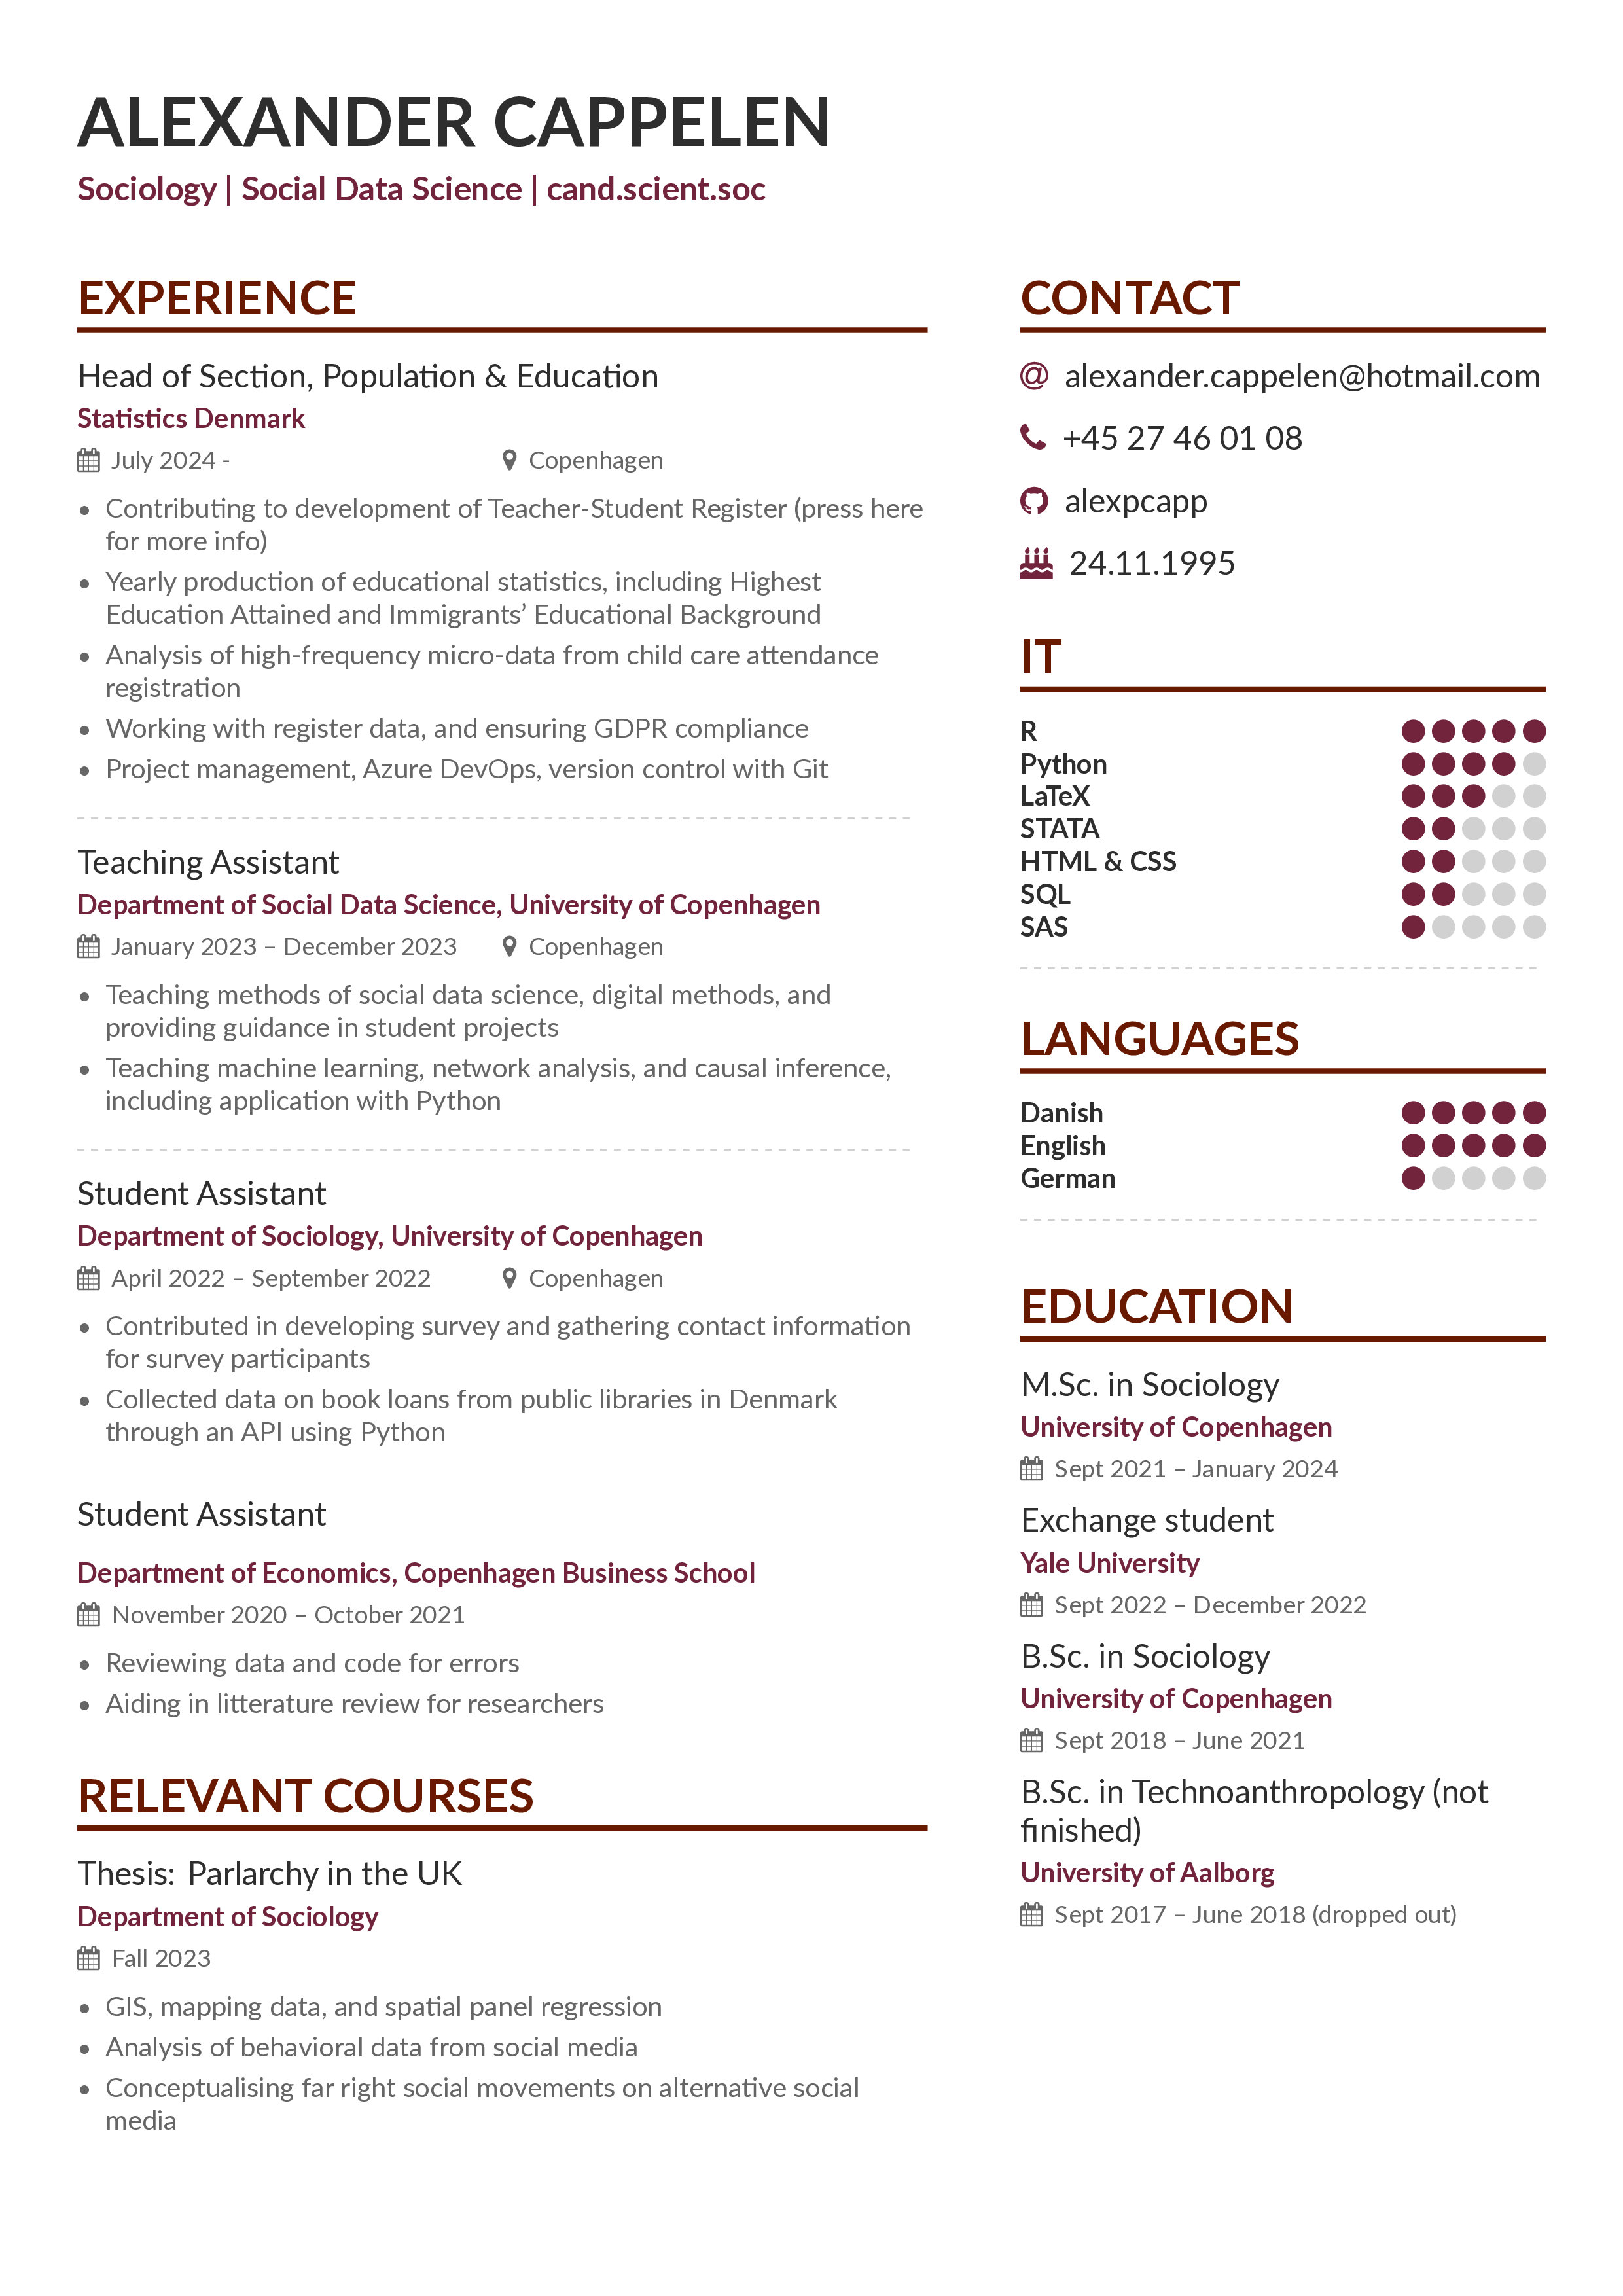 ALEXANDER CAPPELEN
Sociology | Social Data Science | cand.scient.soc
EXPERIENCE
Head of Section, Population & Education
Statistics Denmark
July 2024 -
Copenhagen
• Contributing to development of Teacher-Student Register (press here
for more info)
• Yearly production of educational statistics, including Highest
Education Attained and Immigrants’ Educational Background
• Analysis of high-frequency micro-data from child care attendance
registration
• Working with register data, and ensuring GDPR compliance
• Project management, Azure DevOps, version control with Git
Teaching Assistant
Department of Social Data Science, University of Copenhagen
January 2023 – December 2023
Copenhagen
• Teaching methods of social data science, digital methods, and
providing guidance in student projects
• Teaching machine learning, network analysis, and causal inference,
including application with Python
Student Assistant
Department of Sociology, University of Copenhagen
April 2022 – September 2022
Copenhagen
• Contributed in developing survey and gathering contact information
for survey participants
• Collected data on book loans from public libraries in Denmark
through an API using Python
Student Assistant
Department of Economics, Copenhagen Business School
November 2020 – October 2021
• Reviewing data and code for errors
• Aiding in litterature review for researchers
RELEVANT COURSES
Thesis: Parlarchy in the UK
Department of Sociology
Fall 2023
• GIS, mapping data, and spatial panel regression
• Analysis of behavioral data from social media
• Conceptualising far right social movements on alternative social
media
CONTACT
@ alexander.cappelen@hotmail.com
+45 27 46 01 08
alexpcapp
24.11.1995
IT
R
Python
LaTeX
STATA
HTML & CSS
SQL
SAS
LANGUAGES
Danish
English
German
EDUCATION
M.Sc. in Sociology
University of Copenhagen
Sept 2021 – January 2024
Exchange student
Yale University
Sept 2022 – December 2022
B.Sc. in Sociology
University of Copenhagen
Sept 2018 – June 2021
B.Sc. in Technoanthropology (not
finished)
University of Aalborg
Sept 2017 – June 2018 (dropped out)